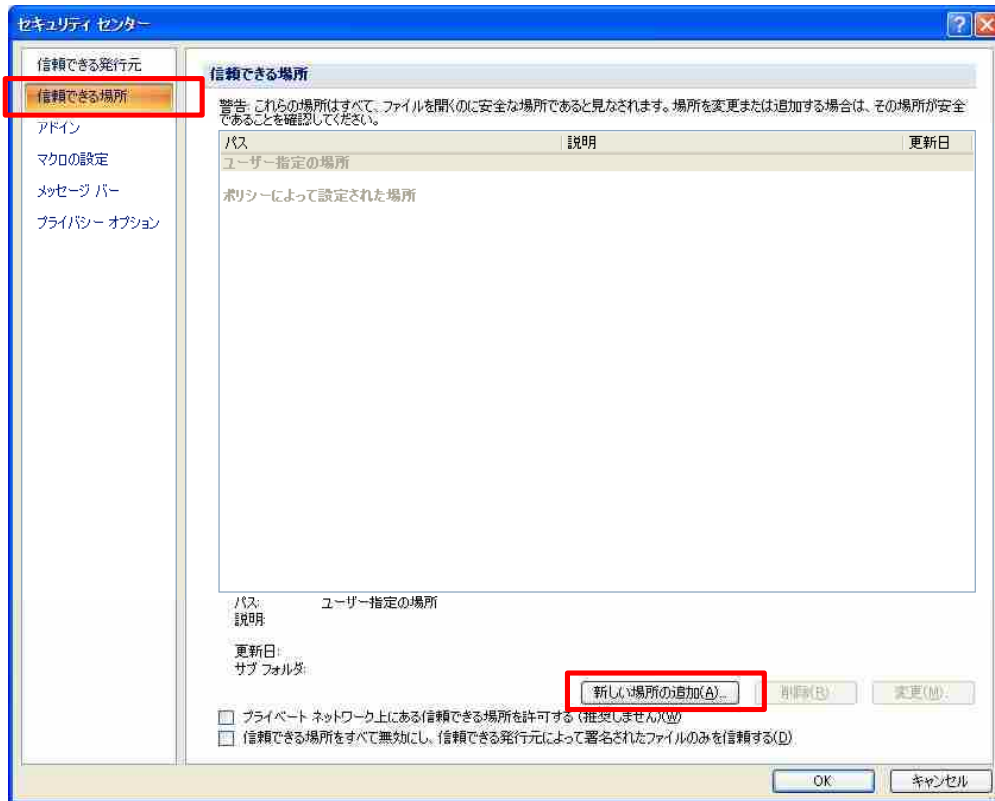 セキュリティ センター
信頼できる発行元
信頼できる場所
アドイン
マクロの設定
メッセージ バー
プライバシー オプション
信頼できる場所
警告: これらの場所はすべて、ファイルを開くのに安全な場所であると見なされます。場所を変更または追加する場合は、その場所が安全
であることを確認してください。
パス 説明 更新日
ユーザー指定の場所
ポリシーによって設定された場所
パス: ユーザー指定の場所
説明:
更新日:
サブ フォルダ:
新しい場所の追加(A)... 削除(R) 変更(M)...
プライベート ネットワーク上にある信頼できる場所を許可する (推奨しません)(W)
信頼できる場所をすべて無効にし、信頼できる発行元によって署名されたファイルのみを信頼する(D)
OK キャンセル